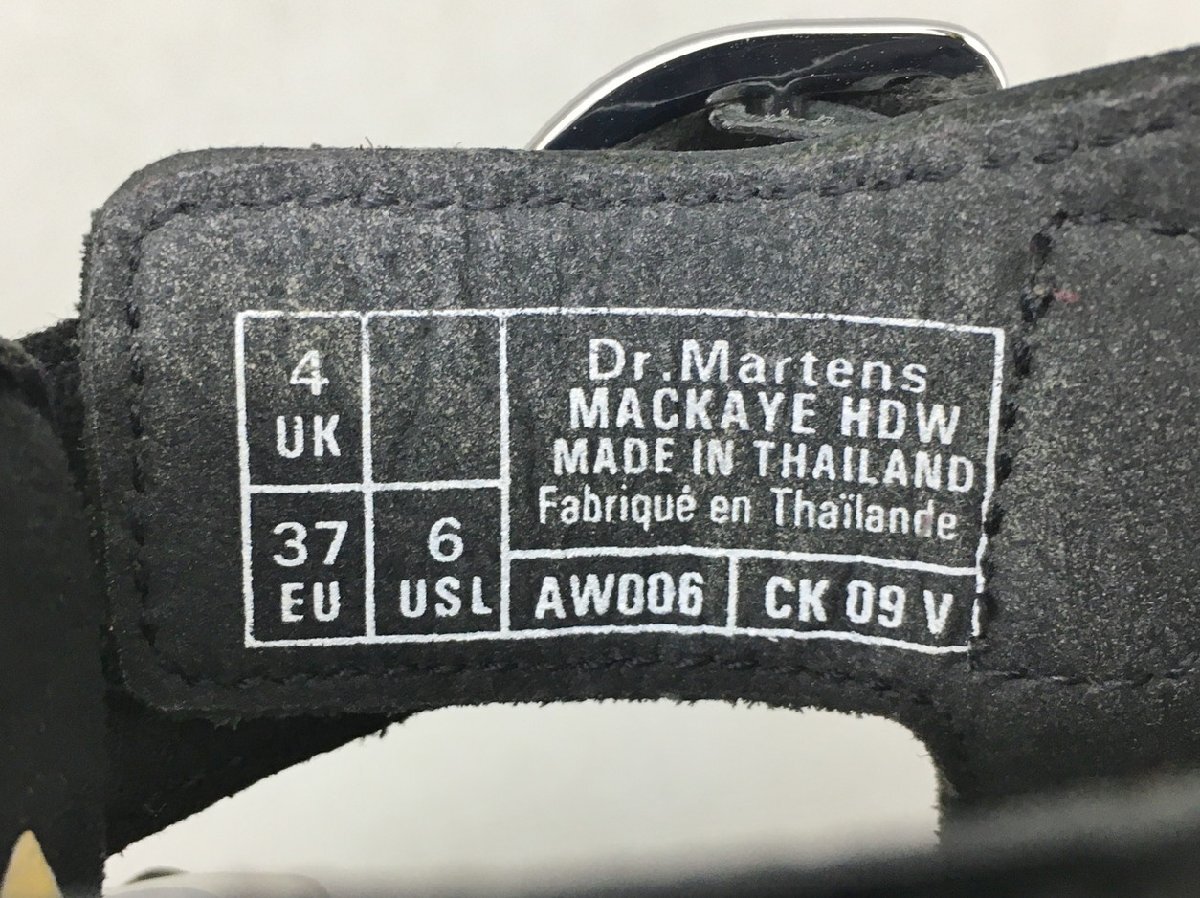 4
UK
37
EU
6
USL
Dr.Martens
MACKAYE HDW
MADE IN THAILAND
Fabriqué en Thaïlande
AW006
CK 09 V